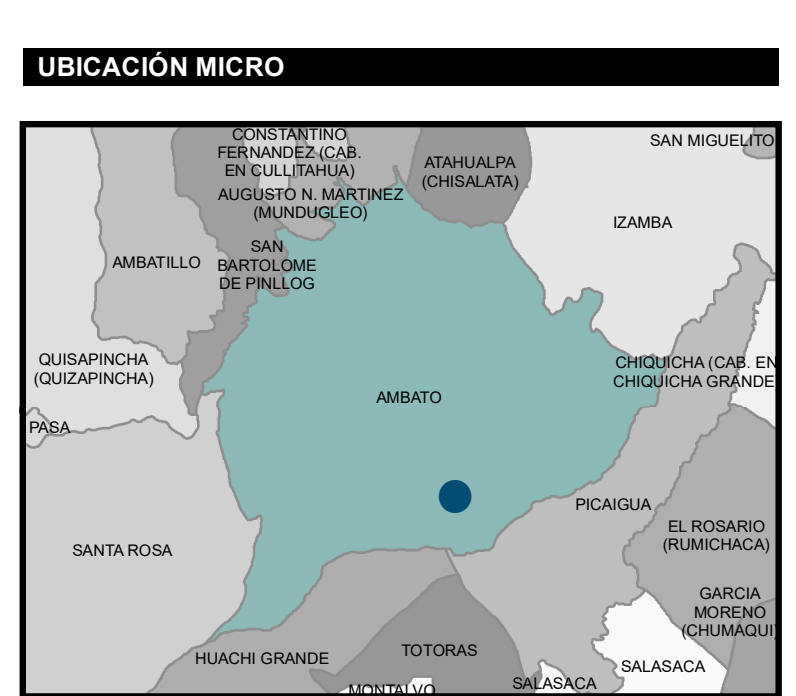 UBICACIÓN MICRO
CONSTANTINO
FERNANDEZ (CAB.
EN CULLITAHUA)
SAN MIGUELITO
ATAHUALPA
(CHISALATA)
AUGUSTO N. MARTINEZ
(MUNDUGLEO)
IZAMBA
SAN
BARTOLOME
DE PINLLOG
AMBATILLO
QUISAPINCHA
(QUIZAPINCHA)
CHIQUICHA (CAB. EN
CHIQUICHA GRANDE
AMBATO
PASA
PICAIGUA
EL ROSARIO
(RUMICHACA)
SANTA ROSA
GARCIA
MORENO
(CHUMAQUI)
HUACHI GRANDE
TOTORAS
SALASACA
MONTALVO
SALASACA